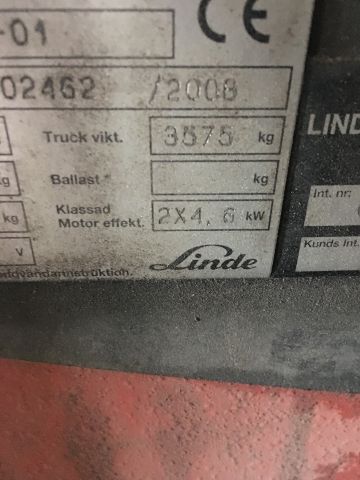 CE
-01
02462 /2008
Truck vikt. 3575 kg
LIND
kg Ballast kg
Int. nr:
kg Klassad Motor effekt. 2X4,6 kW
Kunds Int.
V
Linde